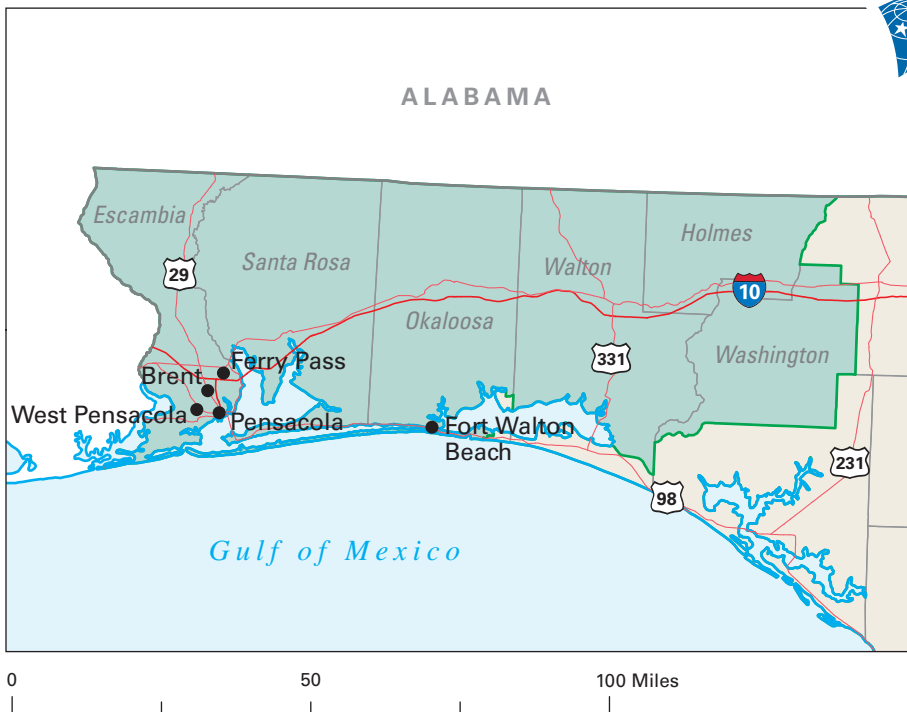 ALABAMA
Escambia
Holmes
Santa Rosa
Walton
29
10
Okaloosa
331
Washington
Ferry Pass
Brent
West Pensacola
Pensacola
Fort Walton
Beach
231
98
Gulf of Mexico
0 50 100 Miles